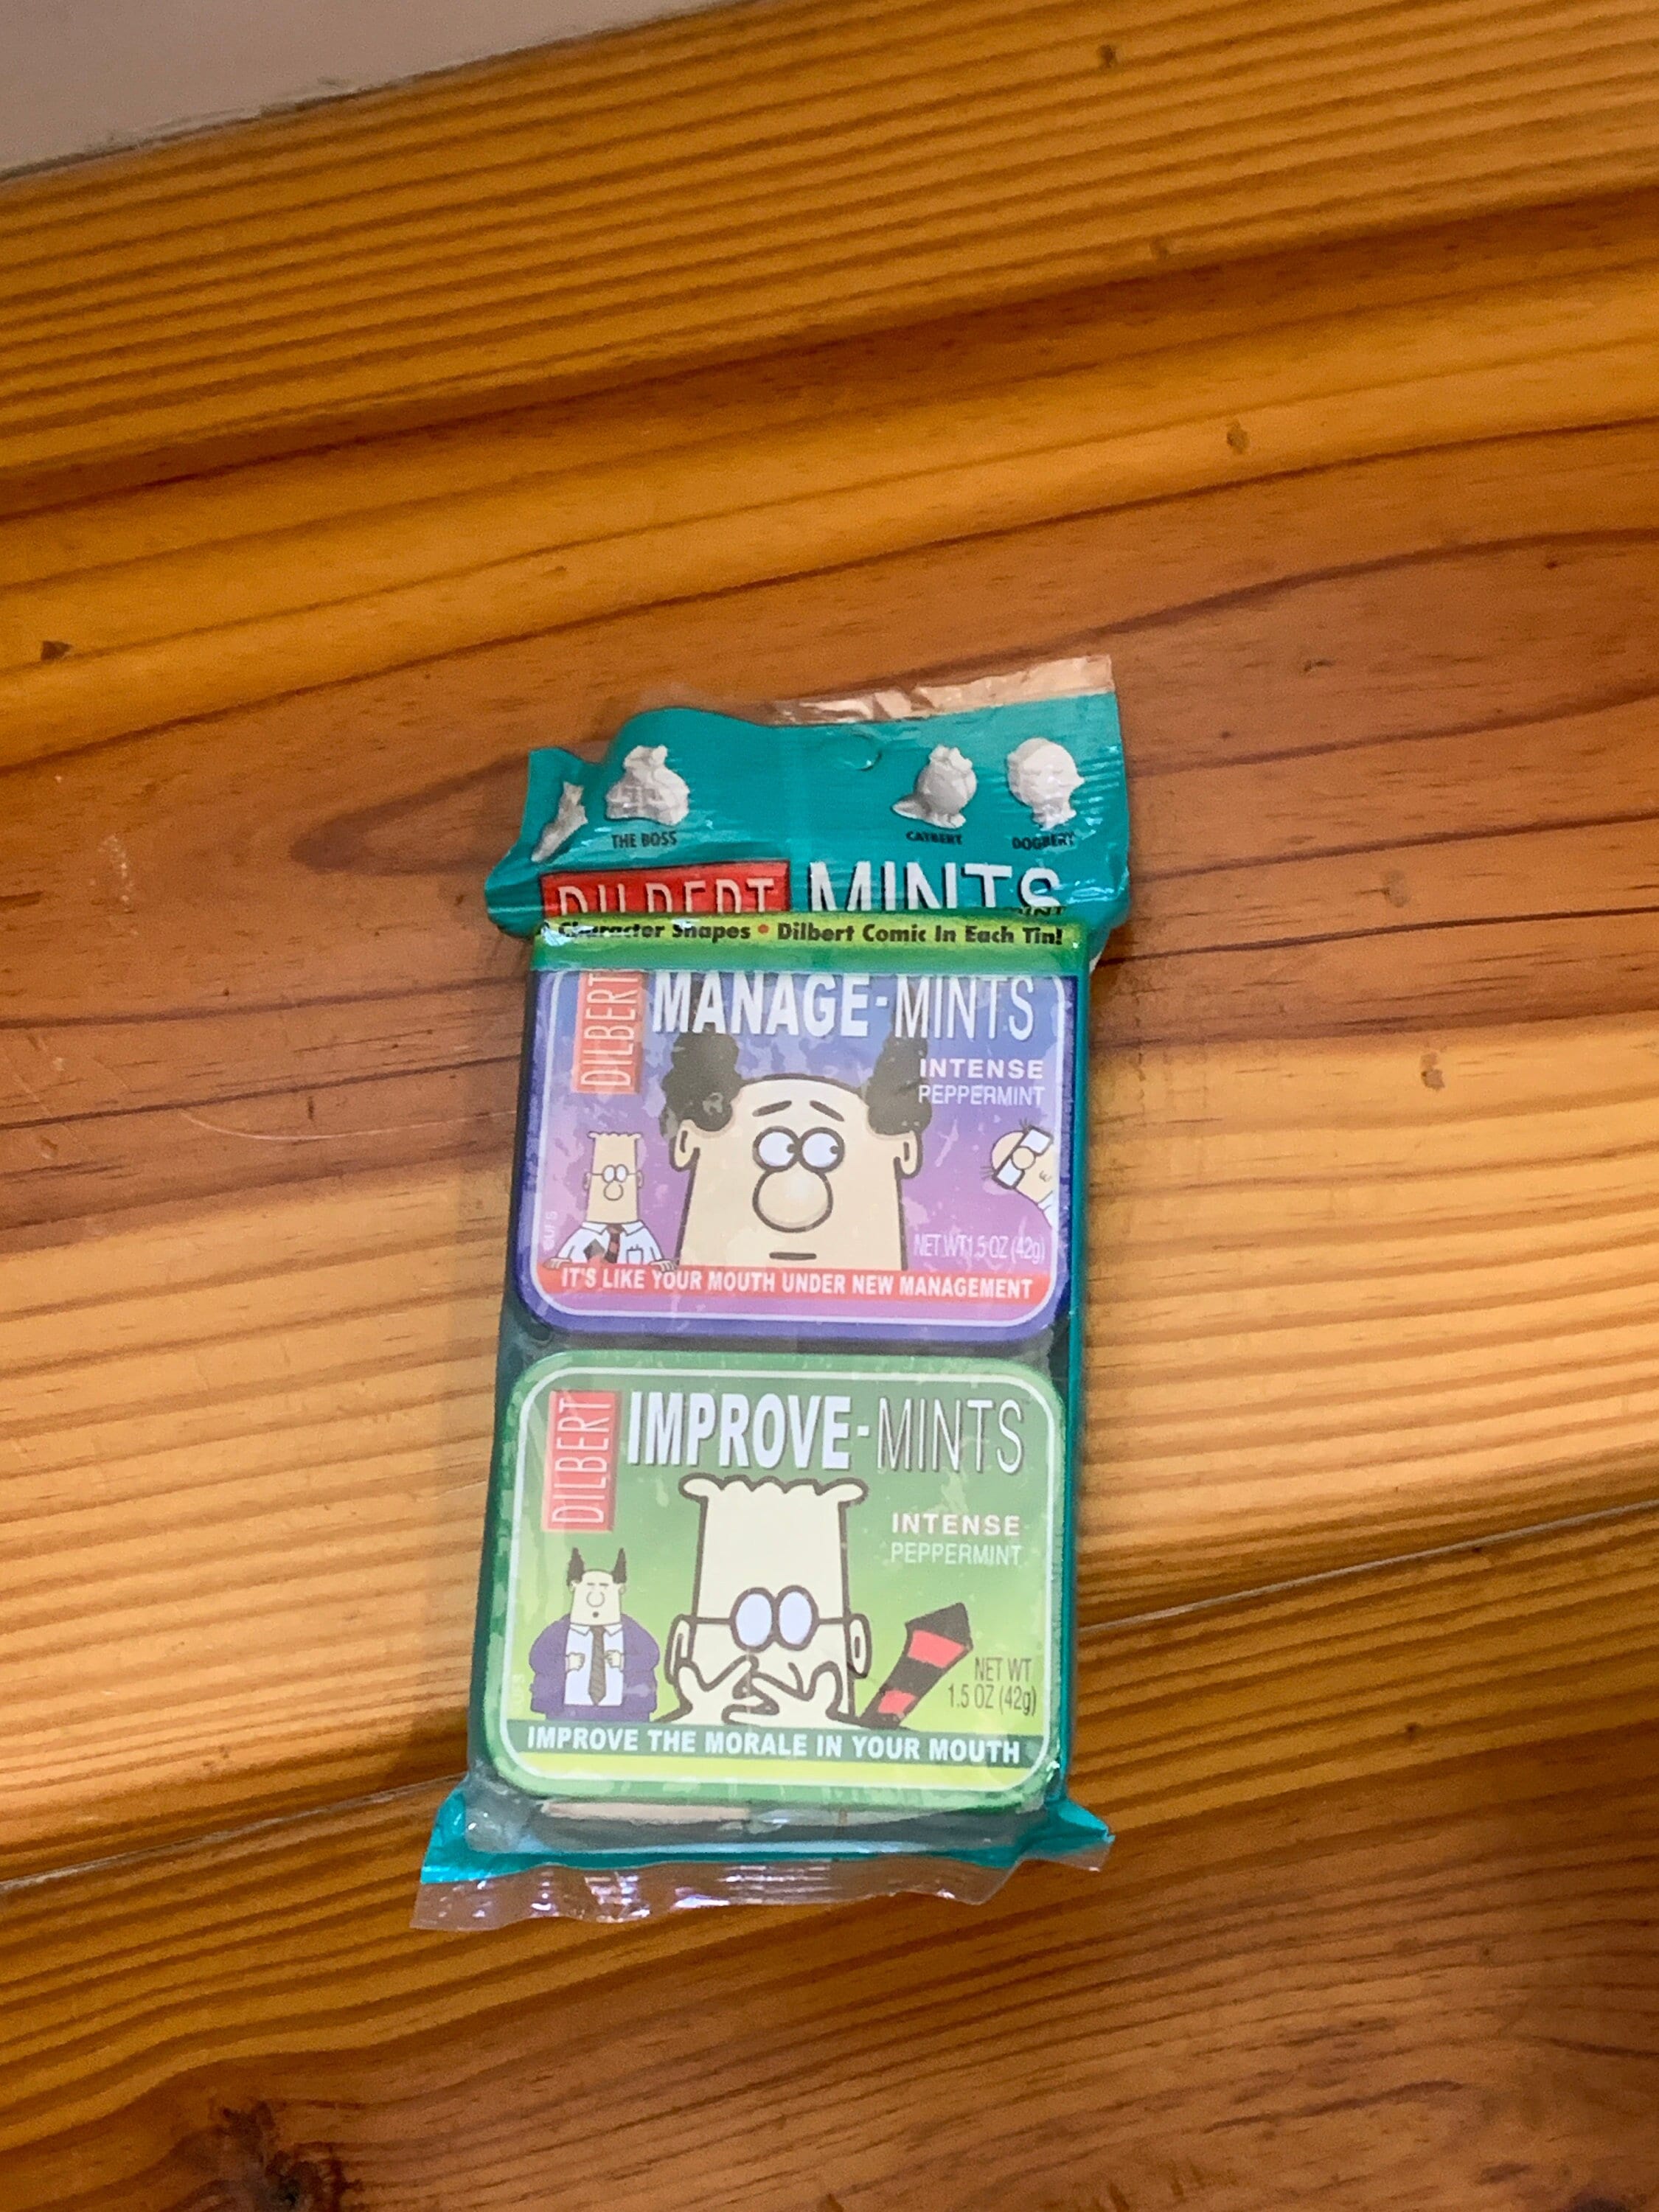 THE BOSS
CATBERT
DOGBERT
DILBERT MINTS
Character Shapes • Dilbert Comic In Each Tin!
DILBERT
MANAGE-MINTS
INTENSE
PEPPERMINT
NET WT 1.5 OZ (42g)
IT'S LIKE YOUR MOUTH UNDER NEW MANAGEMENT
DILBERT
IMPROVE-MINTS
INTENSE
PEPPERMINT
NET WT
1.5 OZ (42g)
IMPROVE THE MORALE IN YOUR MOUTH